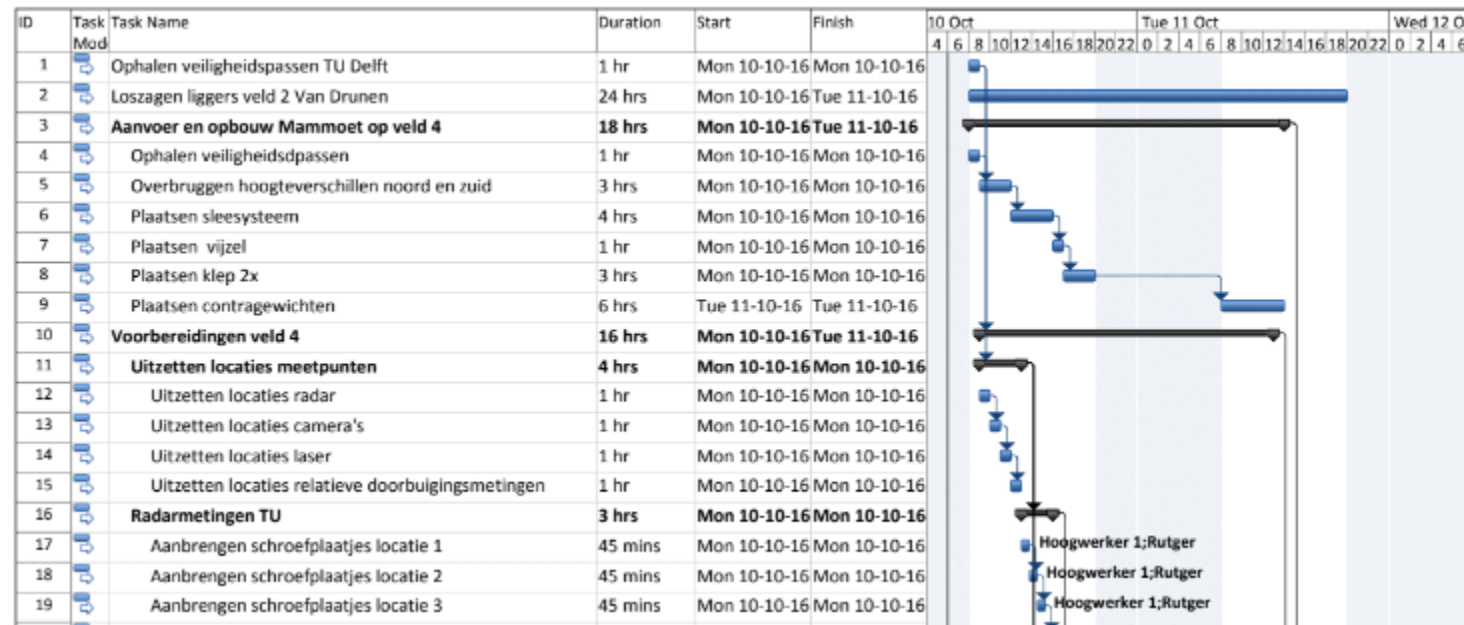 ID Task Task Name Duration Start Finish 10 Oct Tue 11 Oct Wed 12 O
Mod 4 6 8 10 12 14 16 18 20 22 0 2 4 6 8 10 12 14 16 18 20 22 0 2 4 6
1 Ophalen veiligheidspassen TU Delft 1 hr Mon 10-10-16 Mon 10-10-16
2 Loszagen liggers veld 2 Van Drunen 24 hrs Mon 10-10-16 Tue 11-10-16
3 Aanvoer en opbouw Mammoet op veld 4 18 hrs Mon 10-10-16 Tue 11-10-16
4 Ophalen veiligheidsdpassen 1 hr Mon 10-10-16 Mon 10-10-16
5 Overbruggen hoogteverschillen noord en zuid 3 hrs Mon 10-10-16 Mon 10-10-16
6 Plaatsen sleesysteem 4 hrs Mon 10-10-16 Mon 10-10-16
7 Plaatsen vijzel 1 hr Mon 10-10-16 Mon 10-10-16
8 Plaatsen klep 2x 3 hrs Mon 10-10-16 Mon 10-10-16
9 Plaatsen contragewichten 6 hrs Tue 11-10-16 Tue 11-10-16
10 Voorbereidingen veld 4 16 hrs Mon 10-10-16 Tue 11-10-16
11 Uitzetten locaties meetpunten 4 hrs Mon 10-10-16 Mon 10-10-16
12 Uitzetten locaties radar 1 hr Mon 10-10-16 Mon 10-10-16
13 Uitzetten locaties camera's 1 hr Mon 10-10-16 Mon 10-10-16
14 Uitzetten locaties laser 1 hr Mon 10-10-16 Mon 10-10-16
15 Uitzetten locaties relatieve doorbuigingsmetingen 1 hr Mon 10-10-16 Mon 10-10-16
16 Radarmetingen TU 3 hrs Mon 10-10-16 Mon 10-10-16
17 Aanbrengen schroefplaatjes locatie 1 45 mins Mon 10-10-16 Mon 10-10-16 Hoogwerker 1;Rutger
18 Aanbrengen schroefplaatjes locatie 2 45 mins Mon 10-10-16 Mon 10-10-16 Hoogwerker 1;Rutger
19 Aanbrengen schroefplaatjes locatie 3 45 mins Mon 10-10-16 Mon 10-10-16 Hoogwerker 1;Rutger